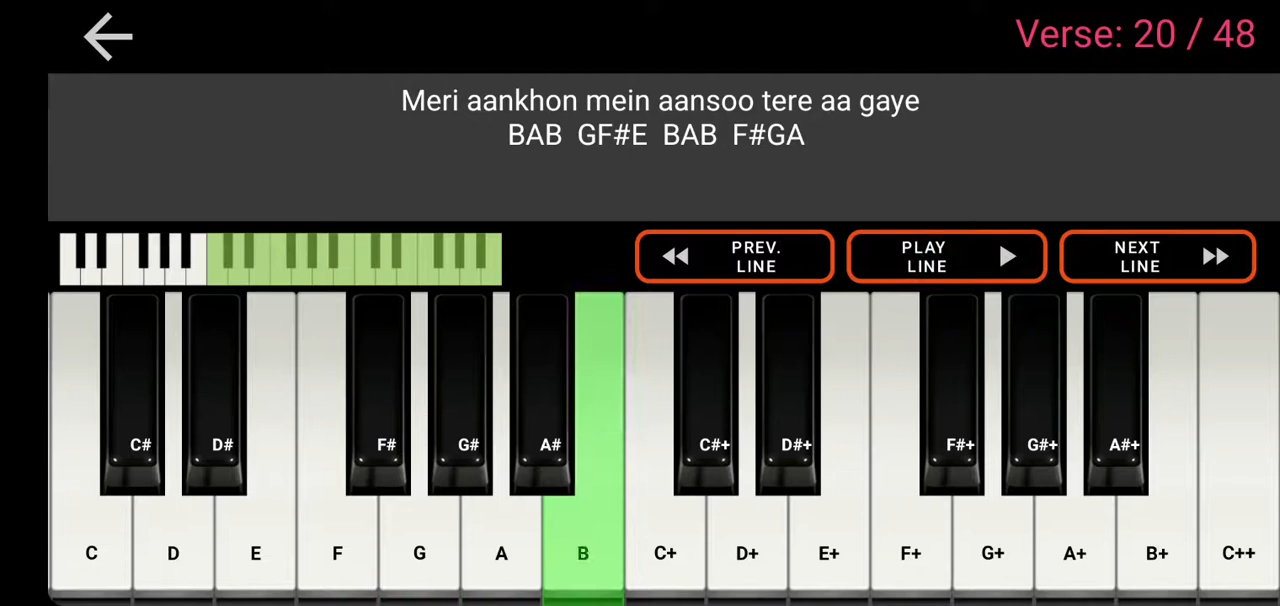 Verse: 20 / 48
Meri aankhon mein aansoo tere aa gaye
BAB GF#E BAB F#GA
PREV.
LINE
PLAY
LINE
NEXT
LINE
C# D# F# G# A# C#+ D#+ F#+ G#+ A#+
C D E F G A B C+ D+ E+ F+ G+ A+ B+ C++